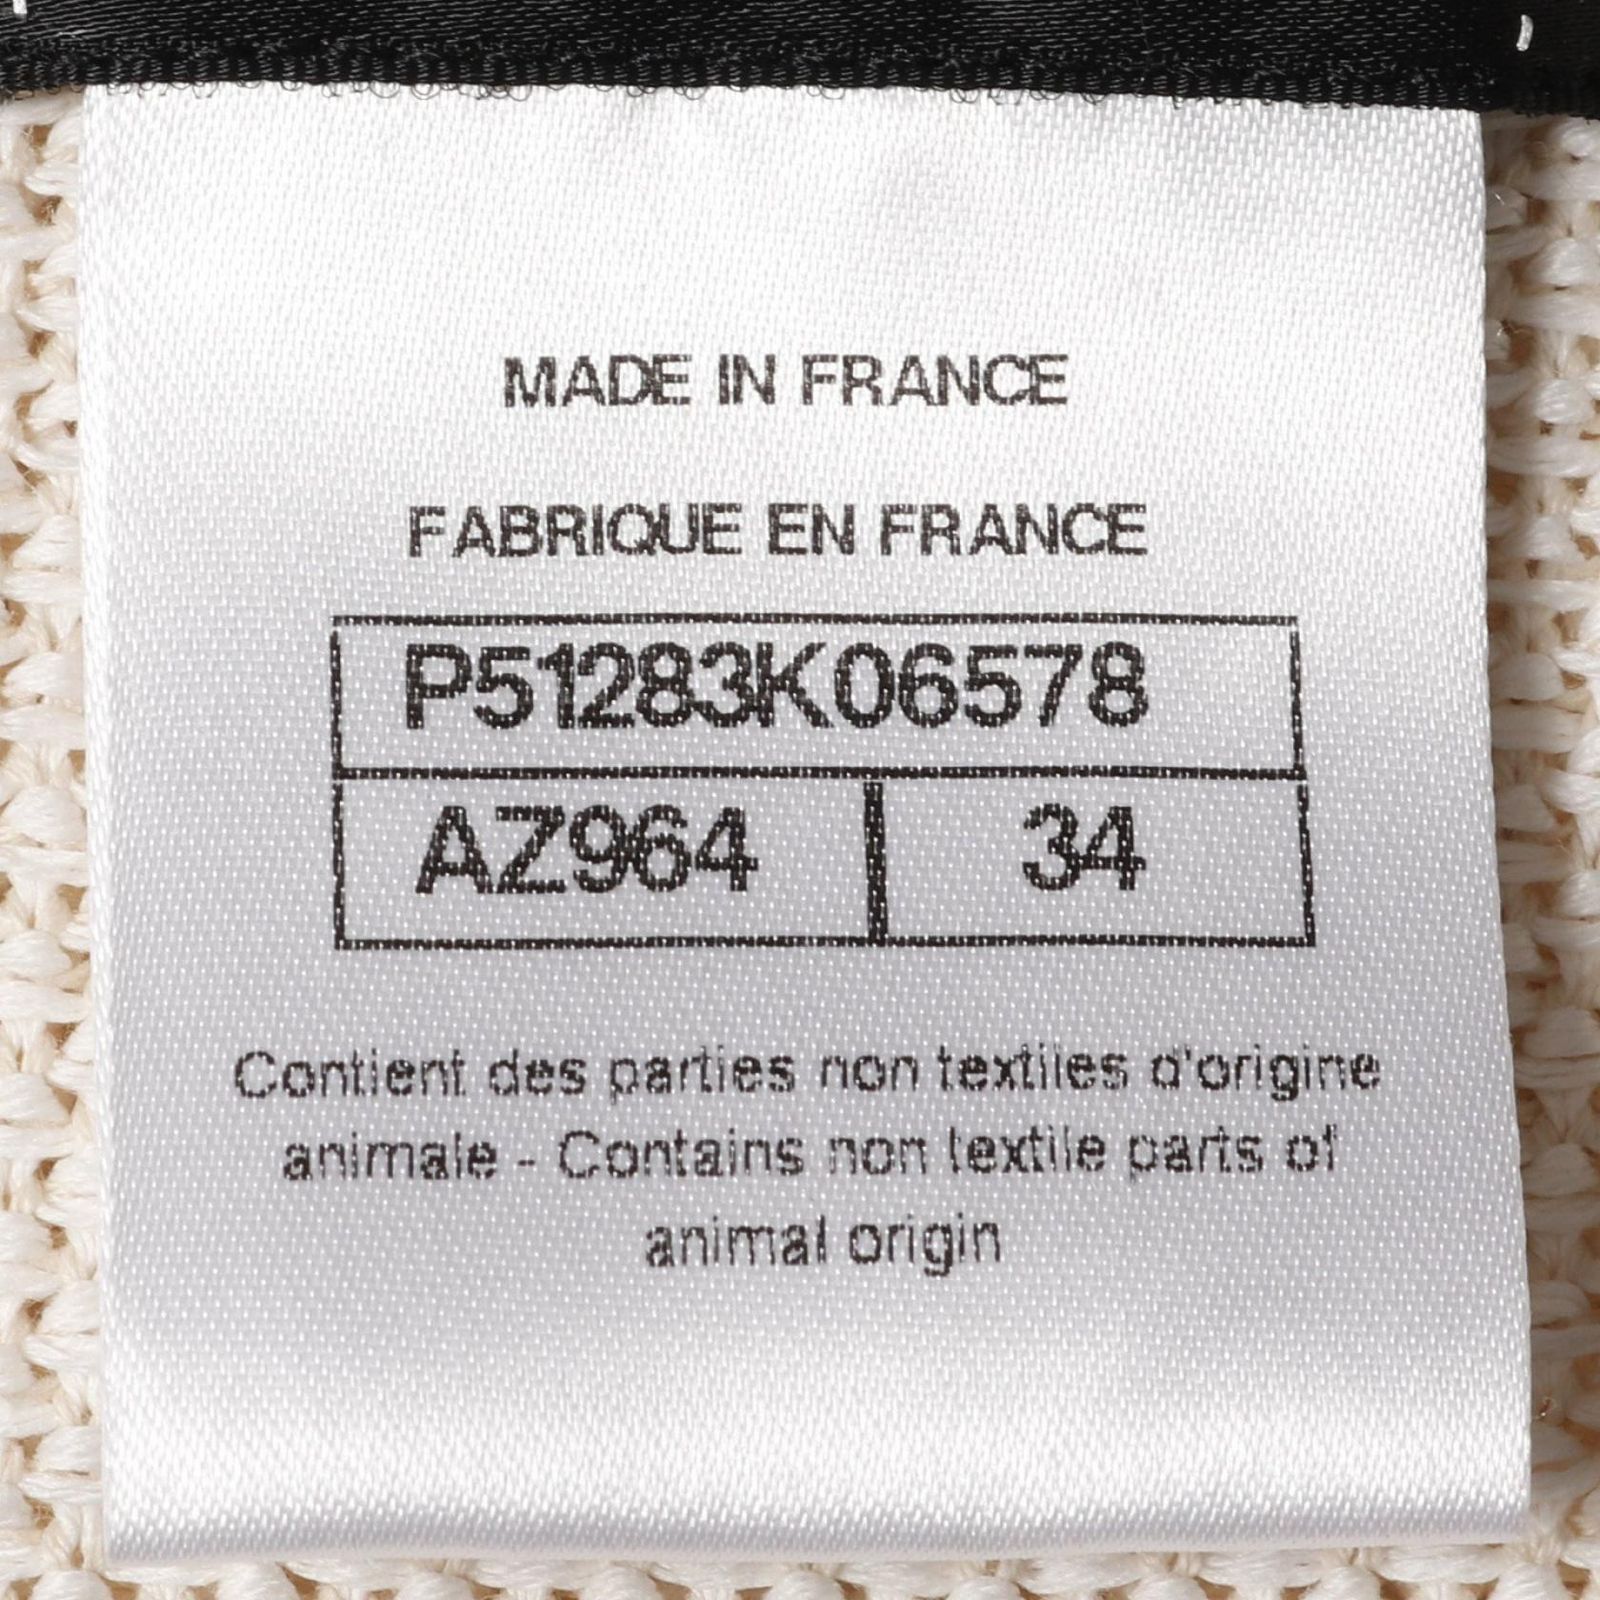 MADE IN FRANCE
FABRIQUE EN FRANCE
P51283K06578
AZ964 34
Contient des parties non textiles d'origine
animale - Contains non textile parts of
animal origin